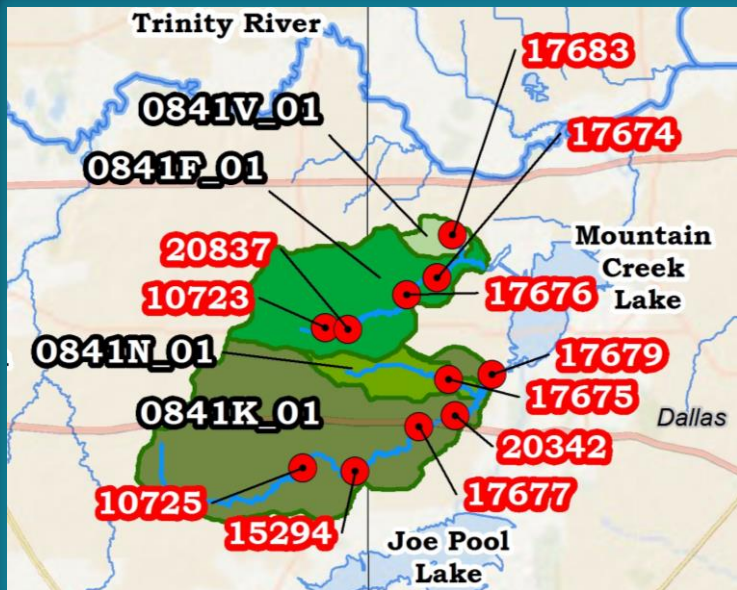 Trinity River
17683
0841V_01
17674
0841F_01
20837
Mountain
Creek
Lake
10723
17676
0841N_01
17679
17675
0841K_01
Dallas
20342
17677
10725
15294
Joe Pool
Lake